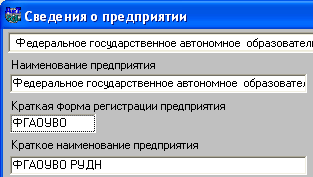 Сведения о предприятии
Федеральное государственное автономное образовател
Наименование предприятия
Федеральное государственное автономное образовател
Краткая форма регистрации предприятия
ФГАОУВО
Краткое наименование предприятия
ФГАОУВО РУДН